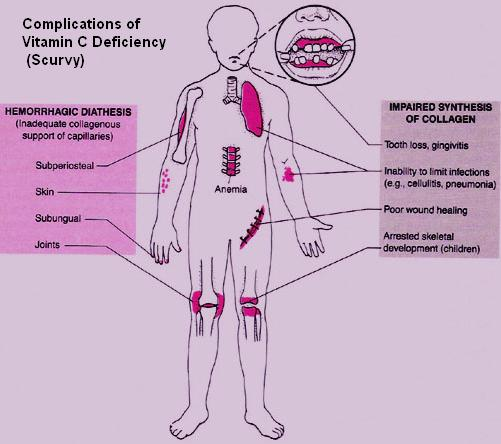 Complications of
Vitamin C Deficiency
(Scurvy)
HEMORRHAGIC DIATHESIS
(Inadequate collagenous
support of capillaries)
Subperiosteal
Skin
Subungual
Joints
Anemia
IMPAIRED SYNTHESIS
OF COLLAGEN
Tooth loss, gingivitis
Inability to limit infections
(e.g., cellulitis, pneumonia)
Poor wound healing
Arrested skeletal
development (children)